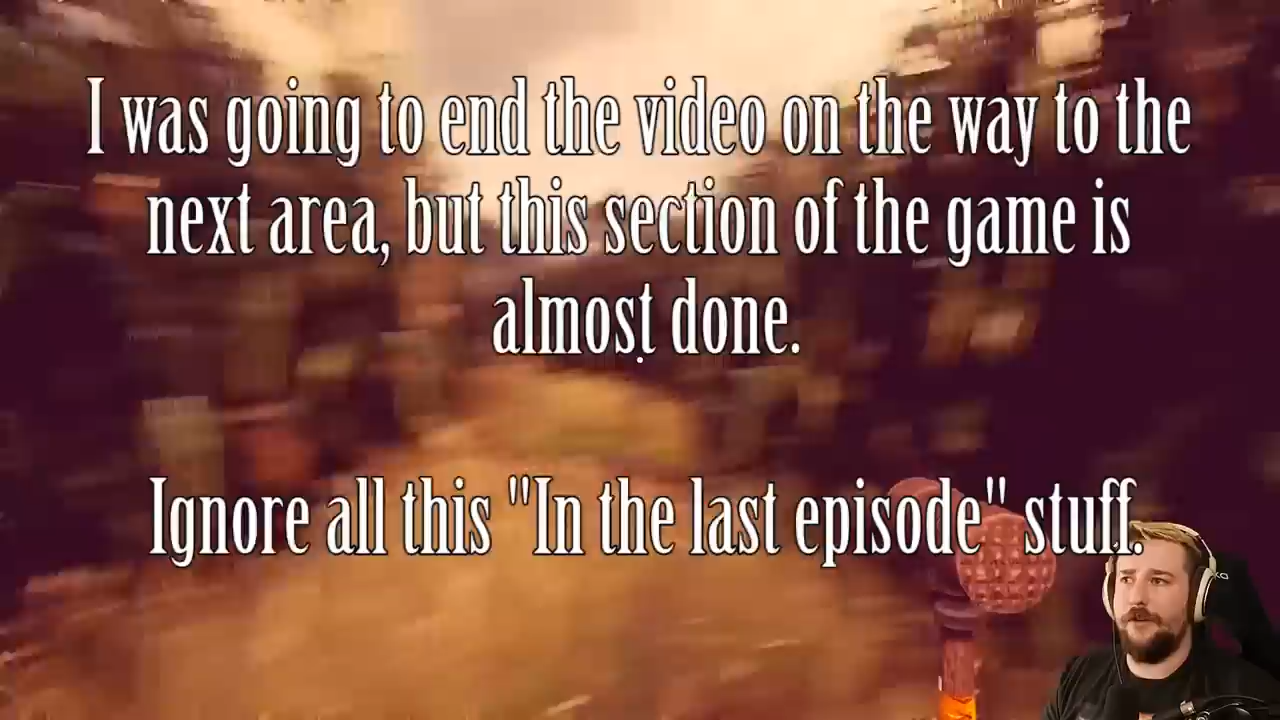 I was going to end the video on the way to the
next area, but this section of the game is
almost done.
Ignore all this "In the last episode" stuff.